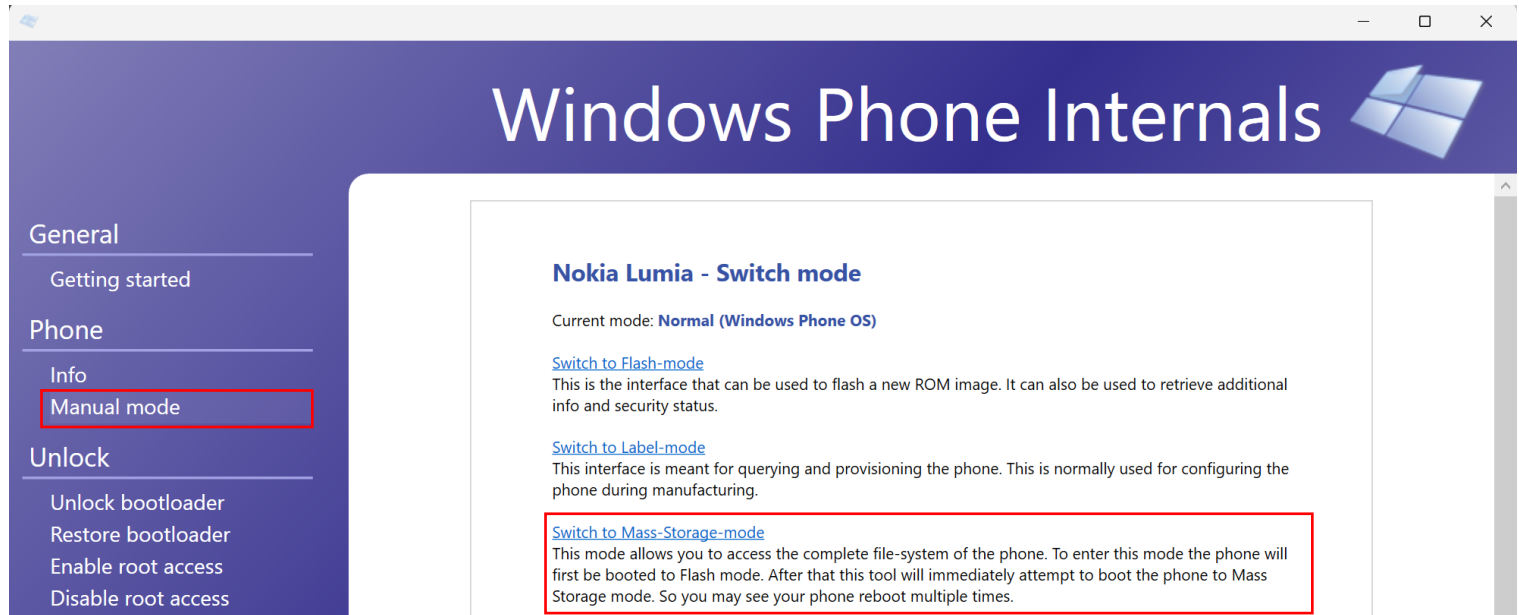 Windows Phone Internals
General
Getting started
Phone
Info
Manual mode
Unlock
Unlock bootloader
Restore bootloader
Enable root access
Disable root access
Nokia Lumia - Switch mode
Current mode: Normal (Windows Phone OS)
Switch to Flash-mode
This is the interface that can be used to flash a new ROM image. It can also be used to retrieve additional
info and security status.
Switch to Label-mode
This interface is meant for querying and provisioning the phone. This is normally used for configuring the
phone during manufacturing.
Switch to Mass-Storage-mode
This mode allows you to access the complete file-system of the phone. To enter this mode the phone will
first be booted to Flash mode. After that this tool will immediately attempt to boot the phone to Mass
Storage mode. So you may see your phone reboot multiple times.